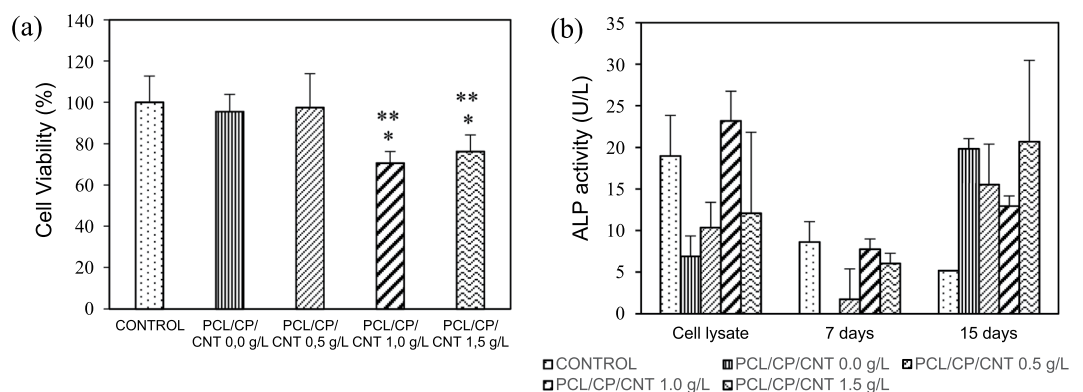 (a)
Cell Viability (%)
140
120
100
80
60
40
20
0
**
*
**
*
CONTROL
PCL/CP/
CNT 0,0 g/L
PCL/CP/
CNT 0,5 g/L
PCL/CP/
CNT 1,0 g/L
PCL/CP/
CNT 1,5 g/L
(b)
ALP activity (U/L)
35
30
25
20
15
10
5
0
Cell lysate
7 days
15 days
CONTROL
PCL/CP/CNT 0.0 g/L
PCL/CP/CNT 0.5 g/L
PCL/CP/CNT 1.0 g/L
PCL/CP/CNT 1.5 g/L